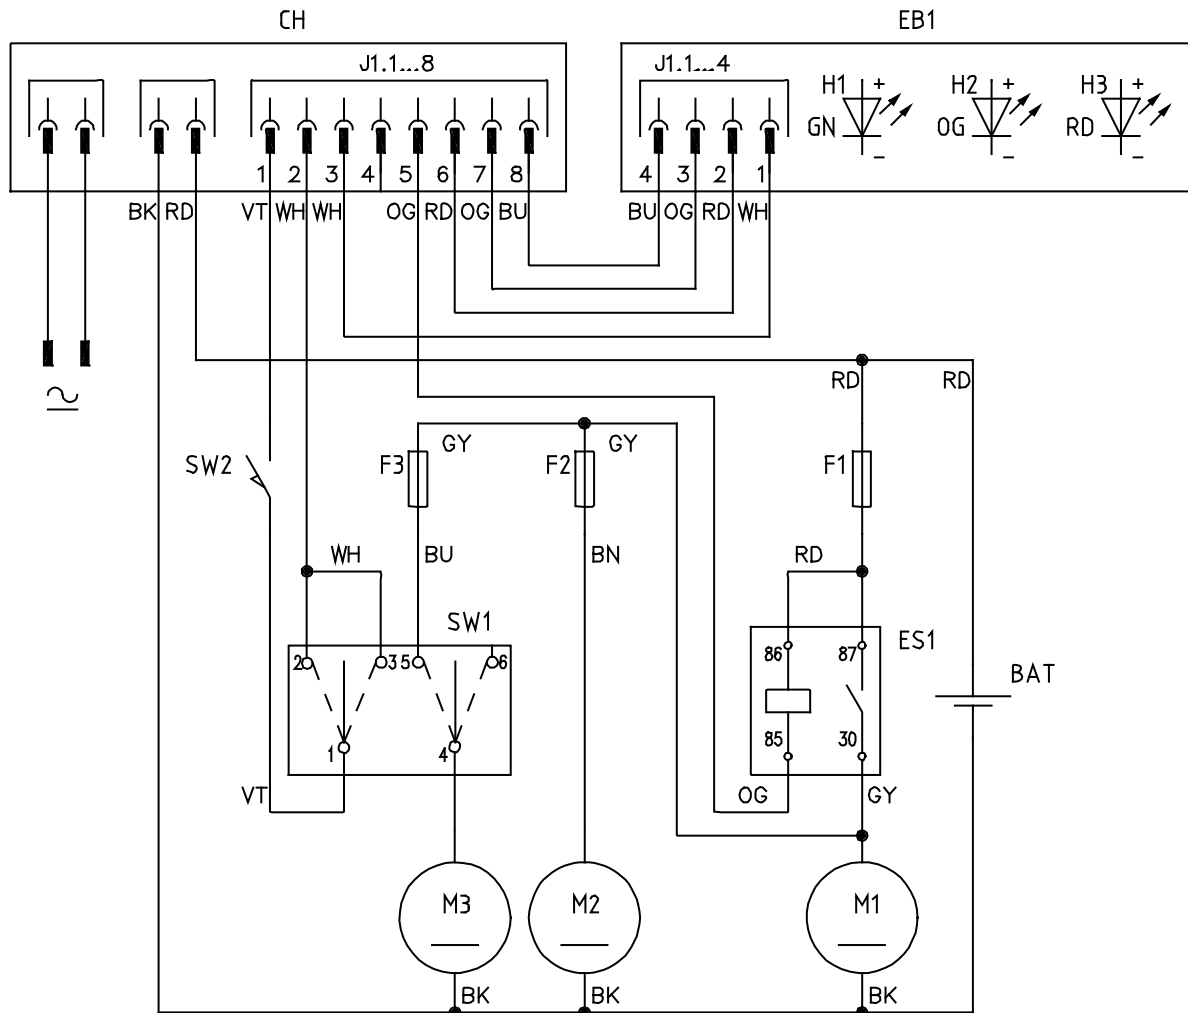 CH EB1
J1.1...8 J1.1...4
H1 + H2 + H3 +
GN OG RD
- - -
1 2 3 4 5 6 7 8 4 3 2 1
BK RD VT WH WH OG RD OG BU BU OG RD WH
RD RD
GY GY
SW2 F3 F2 F1
WH BU BN RD
SW1
ES1
2 3 5 6 86 87
BAT
1 4 85 30
VT OG GY
M3 M2 M1
BK BK BK